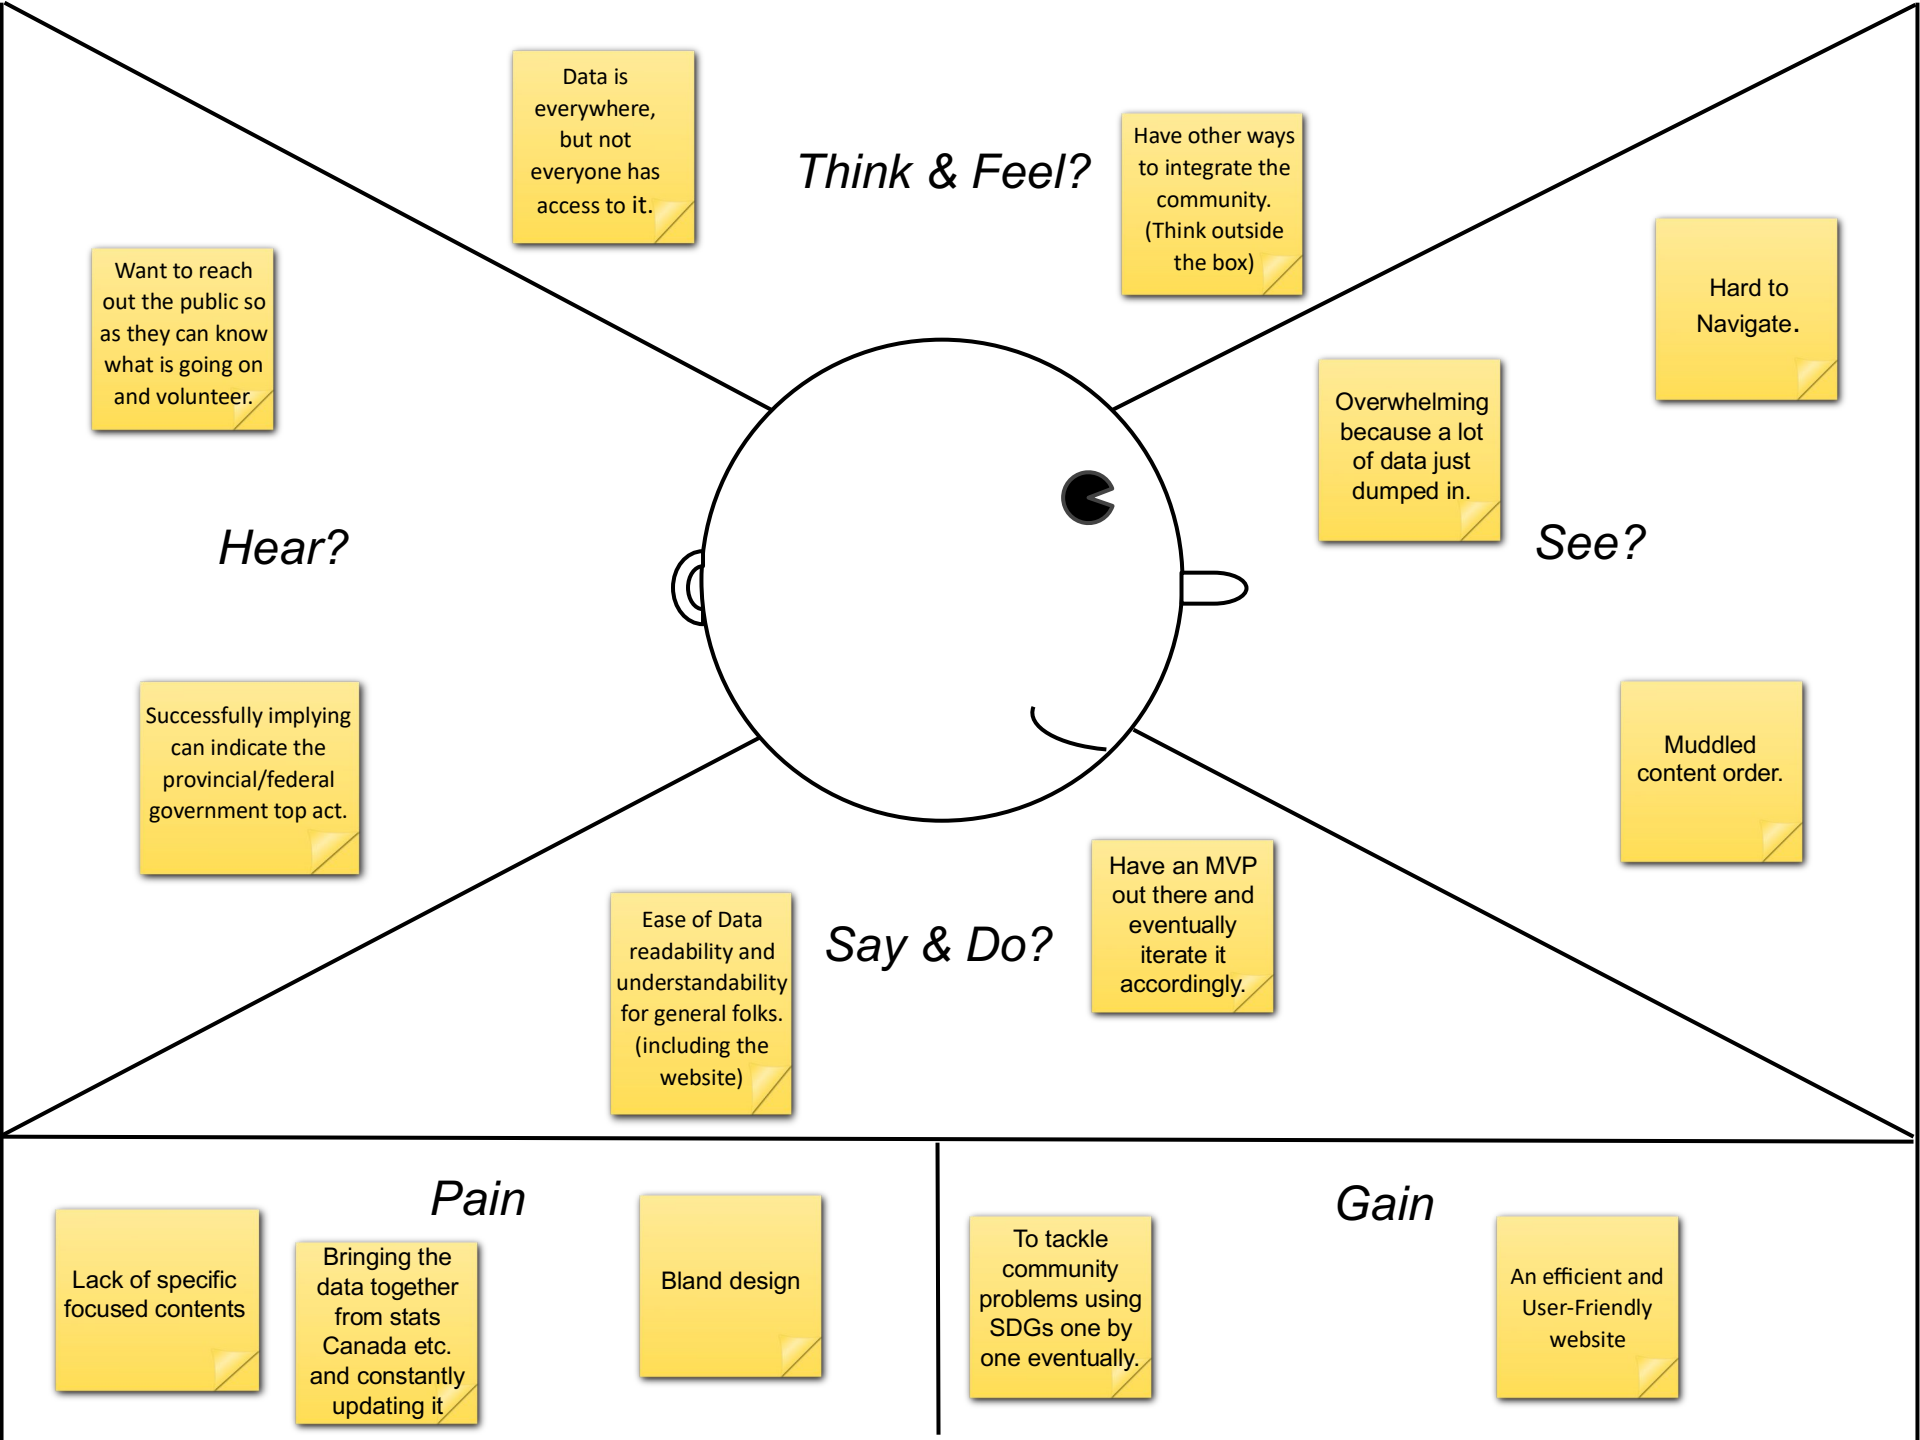 Data is
everywhere,
but not
everyone has
access to it.
Think & Feel?
Have other ways
to integrate the
community.
(Think outside
the box)
Want to reach
out the public so
as they can know
what is going on
and volunteer.
Hear?
Successfully implying
can indicate the
provincial/federal
government top act.
Hard to
Navigate.
Overwhelming
because a lot
of data just
dumped in.
See?
Muddled
content order.
Ease of Data
readability and
understandability
for general folks.
(including the
website)
Say & Do?
Have an MVP
out there and
eventually
iterate it
accordingly.
Pain
Lack of specific
focused contents
Bringing the
data together
from stats
Canada etc.
and constantly
updating it
Bland design
Gain
To tackle
community
problems using
SDGs one by
one eventually.
An efficient and
User-Friendly
website